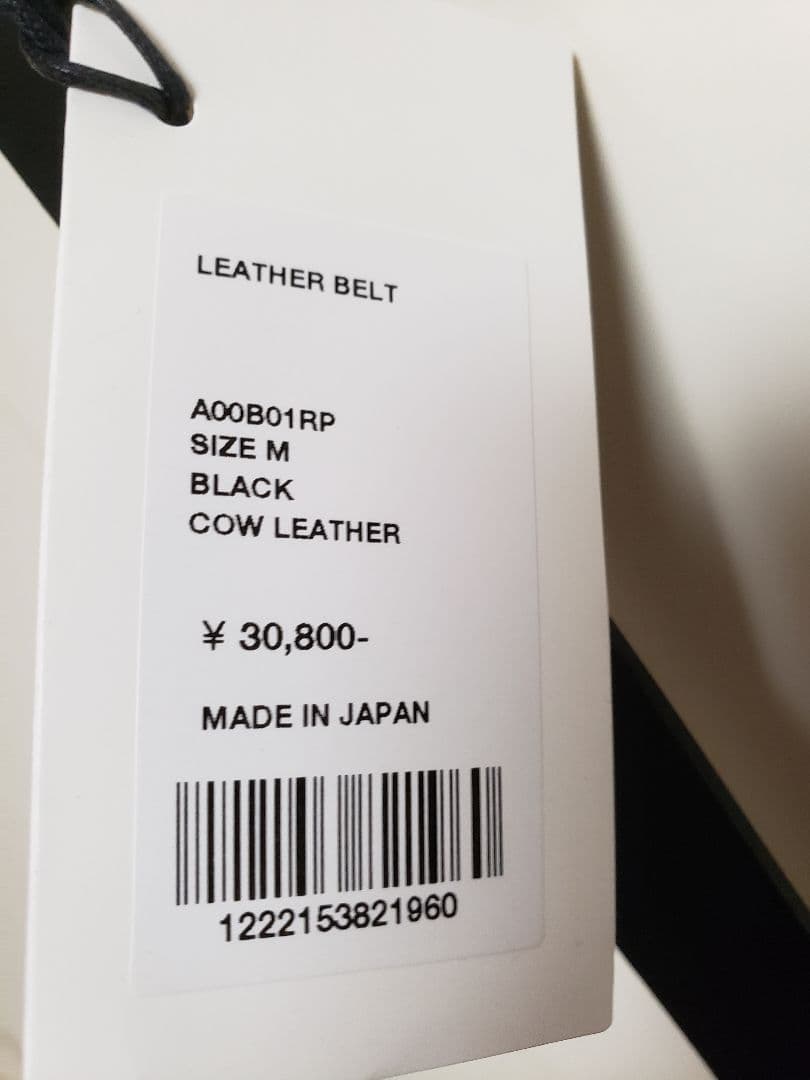 LEATHER BELT
A00B01RP
SIZE M
BLACK
COW LEATHER
¥ 30,800-
MADE IN JAPAN
1222153821960